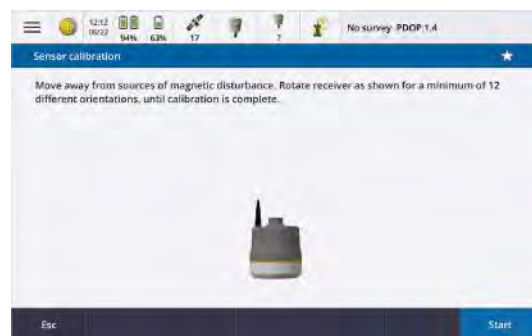 12:12
06/22
94%
63%
17
?
No survey PDOP:1.4
Sensor calibration
Move away from sources of magnetic disturbance. Rotate receiver as shown for a minimum of 12
different orientations, until calibration is complete.
Esc
Start